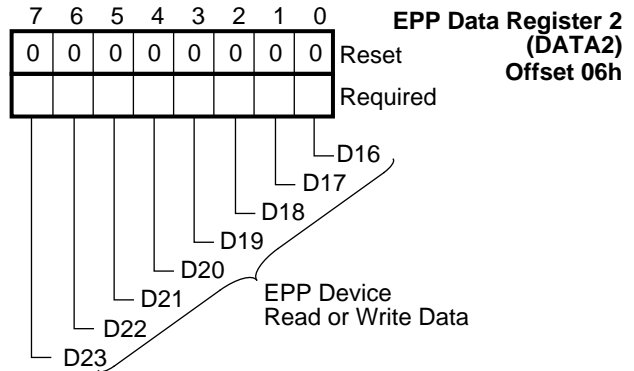 7 6 5 4 3 2 1 0
EPP Data Register 2
(DATA2)
Offset 06h
0 0 0 0 0 0 0 0 Reset
Required
D16
D17
D18
D19
D20
D21
D22
D23
EPP Device
Read or Write Data